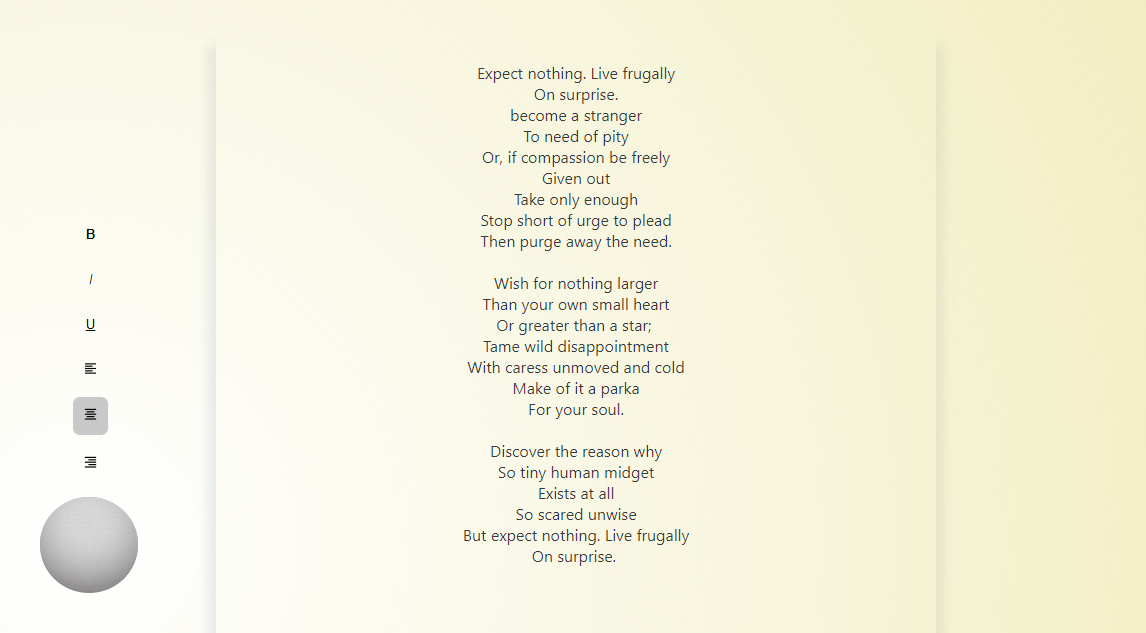 Expect nothing. Live frugally
On surprise.
become a stranger
To need of pity
Or, if compassion be freely
Given out
Take only enough
Stop short of urge to plead
Then purge away the need.
Wish for nothing larger
Than your own small heart
Or greater than a star;
Tame wild disappointment
With caress unmoved and cold
Make of it a parka
For your soul.
Discover the reason why
So tiny human midget
Exists at all
So scared unwise
But expect nothing. Live frugally
On surprise.
B
I
U